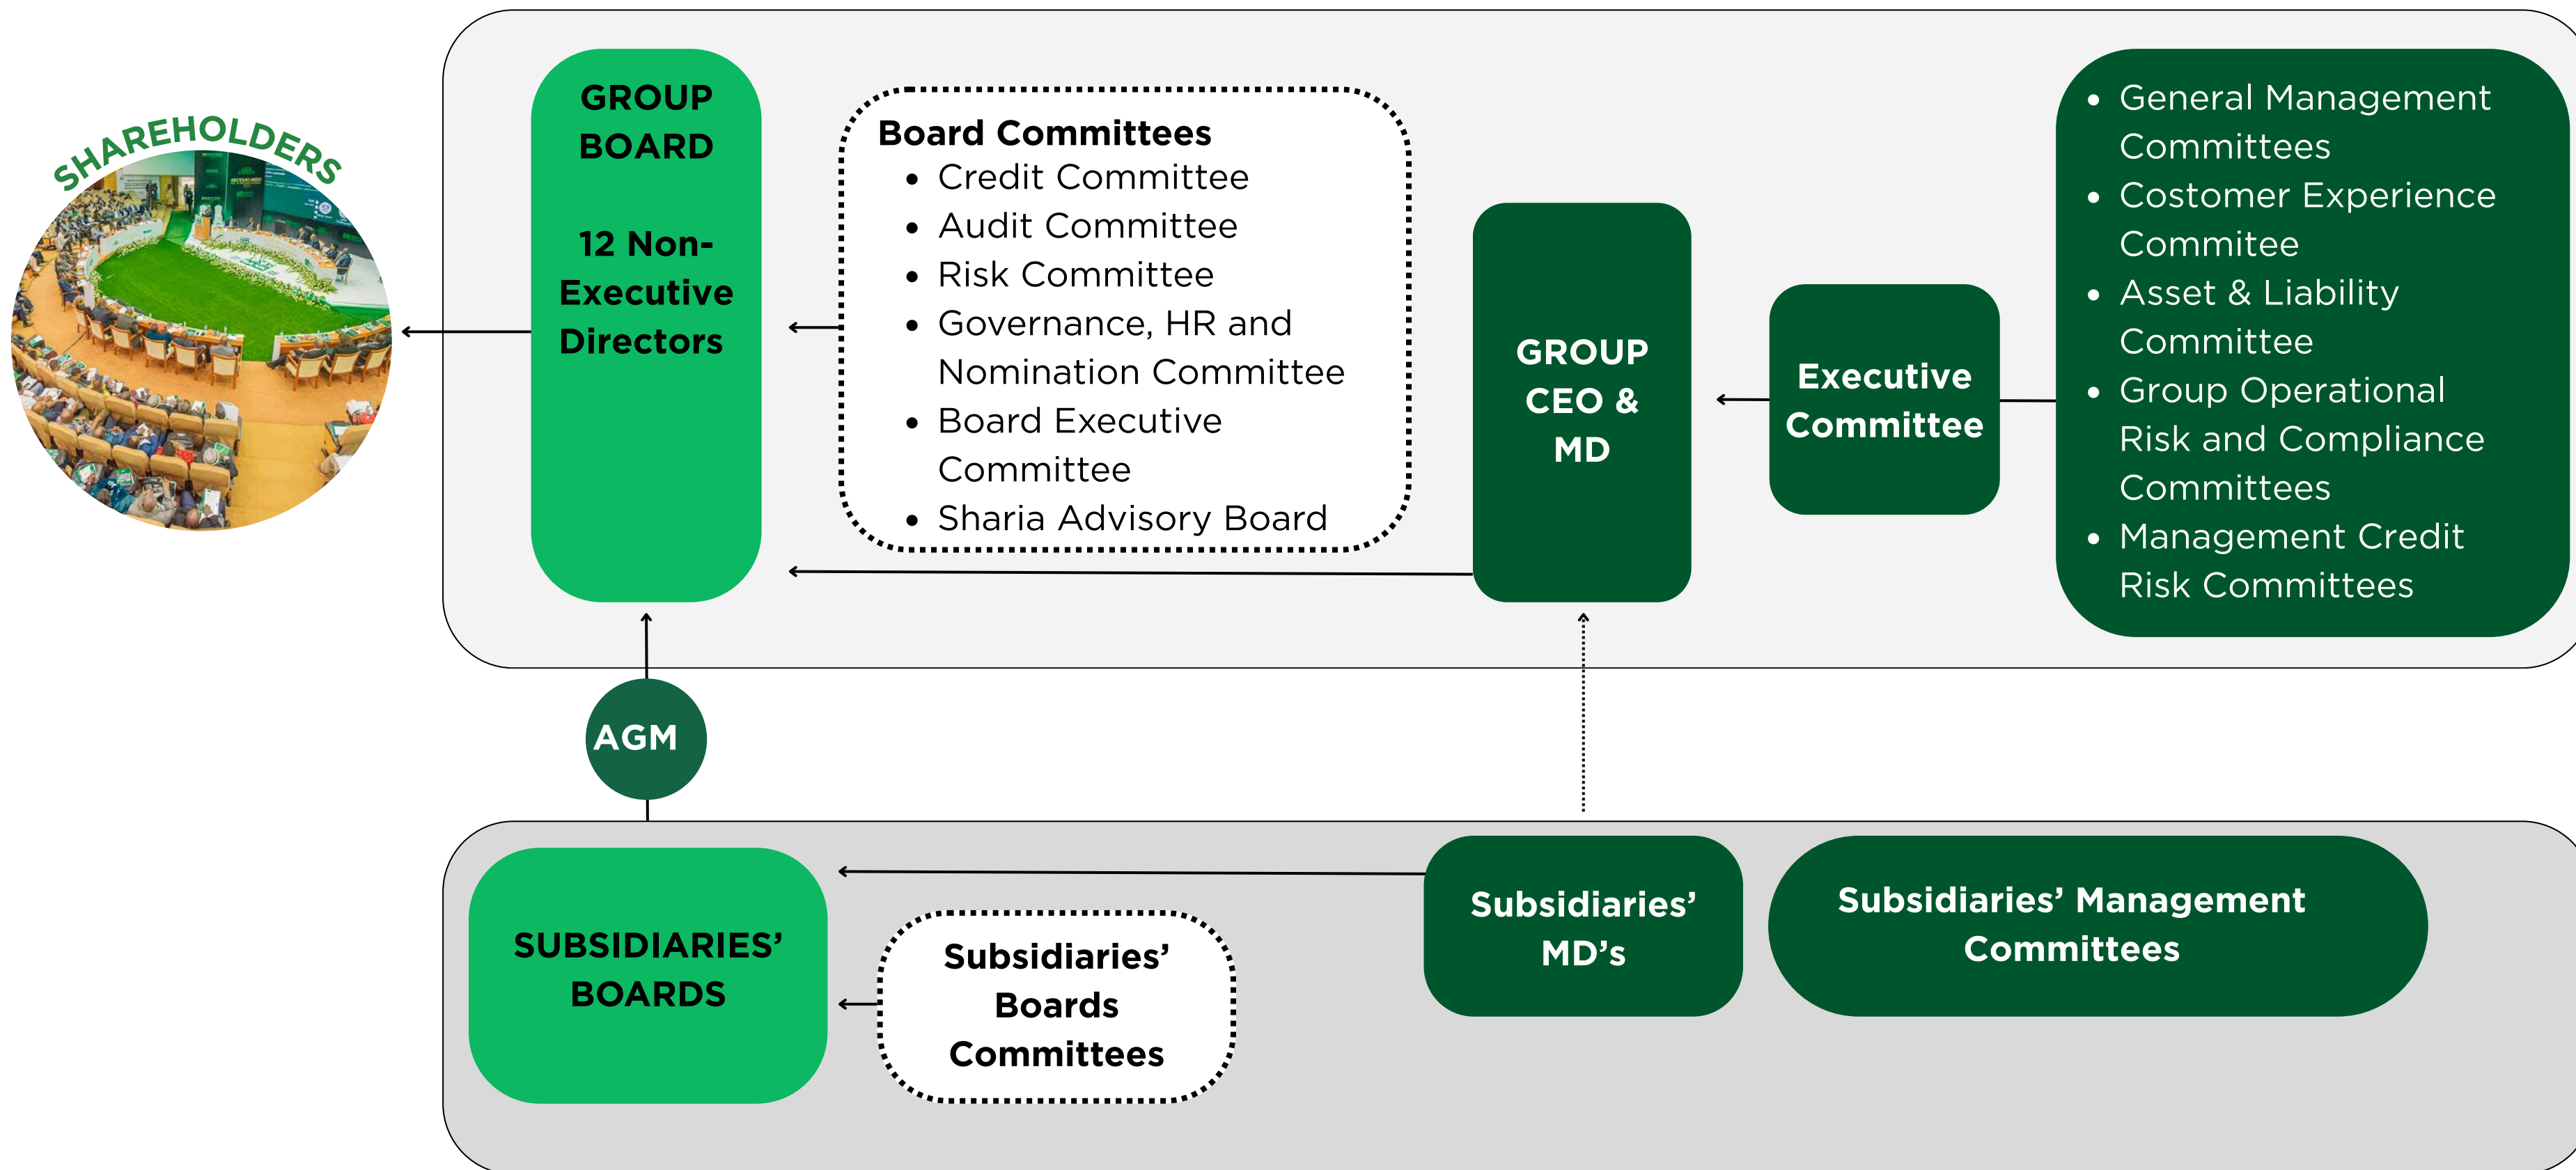 SHAREHOLDERS
GROUP
BOARD
12 Non-
Executive
Directors
Board Committees
• Credit Committee
• Audit Committee
• Risk Committee
• Governance, HR and
Nomination Committee
• Board Executive
Committee
• Sharia Advisory Board
GROUP
CEO &
MD
Executive
Committee
• General Management
Committees
• Costomer Experience
Commitee
• Asset & Liability
Committee
• Group Operational
Risk and Compliance
Committees
• Management Credit
Risk Committees
AGM
SUBSIDIARIES’
BOARDS
Subsidiaries’
Boards
Committees
Subsidiaries’
MD’s
Subsidiaries’ Management
Committees